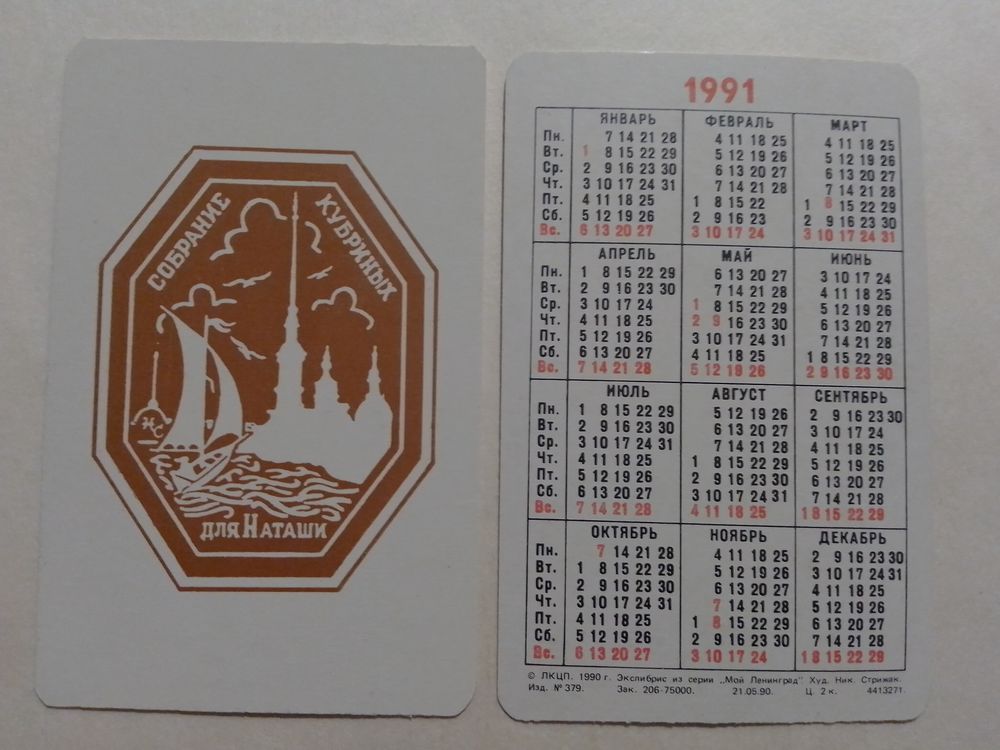 СОБРАНИЕ
КУБРИНЫХ
НС
ДЛЯ НАТАШИ
1991
ЯНВАРЬ ФЕВРАЛЬ МАРТ
Пн. 7 14 21 28 4 11 18 25 4 11 18 25
Вт. 1 8 15 22 29 5 12 19 26 5 12 19 26
Ср. 2 9 16 23 30 6 13 20 27 6 13 20 27
Чт. 3 10 17 24 31 7 14 21 28 7 14 21 28
Пт. 4 11 18 25 1 8 15 22 1 8 15 22 29
Сб. 5 12 19 26 2 9 16 23 2 9 16 23 30
Вс. 6 13 20 27 3 10 17 24 3 10 17 24 31
АПРЕЛЬ МАЙ ИЮНЬ
Пн. 1 8 15 22 29 6 13 20 27 3 10 17 24
Вт. 2 9 16 23 30 7 14 21 28 4 11 18 25
Ср. 3 10 17 24 1 8 15 22 29 5 12 19 26
Чт. 4 11 18 25 2 9 16 23 30 6 13 20 27
Пт. 5 12 19 26 3 10 17 24 31 7 14 21 28
Сб. 6 13 20 27 4 11 18 25 1 8 15 22 29
Вс. 7 14 21 28 5 12 19 26 2 9 16 23 30
ИЮЛЬ АВГУСТ СЕНТЯБРЬ
Пн. 1 8 15 22 29 5 12 19 26 2 9 16 23 30
Вт. 2 9 16 23 30 6 13 20 27 3 10 17 24
Ср. 3 10 17 24 31 7 14 21 28 4 11 18 25
Чт. 4 11 18 25 1 8 15 22 29 5 12 19 26
Пт. 5 12 19 26 2 9 16 23 30 6 13 20 27
Сб. 6 13 20 27 3 10 17 24 31 7 14 21 28
Вс. 7 14 21 28 4 11 18 25 1 8 15 22 29
ОКТЯБРЬ НОЯБРЬ ДЕКАБРЬ
Пн. 7 14 21 28 4 11 18 25 2 9 16 23 30
Вт. 1 8 15 22 29 5 12 19 26 3 10 17 24 31
Ср. 2 9 16 23 30 6 13 20 27 4 11 18 25
Чт. 3 10 17 24 31 7 14 21 28 5 12 19 26
Пт. 4 11 18 25 1 8 15 22 29 6 13 20 27
Сб. 5 12 19 26 2 9 16 23 30 7 14 21 28
Вс. 6 13 20 27 3 10 17 24 1 8 15 22 29
© ЛКЦП. 1990 г. Экслибрис из серии „Мой Ленинград" Худ. Ник. Стрижак.
Изд. № 379. Зак. 206-75000. 21.05.90. Ц. 2 к. 4413271.